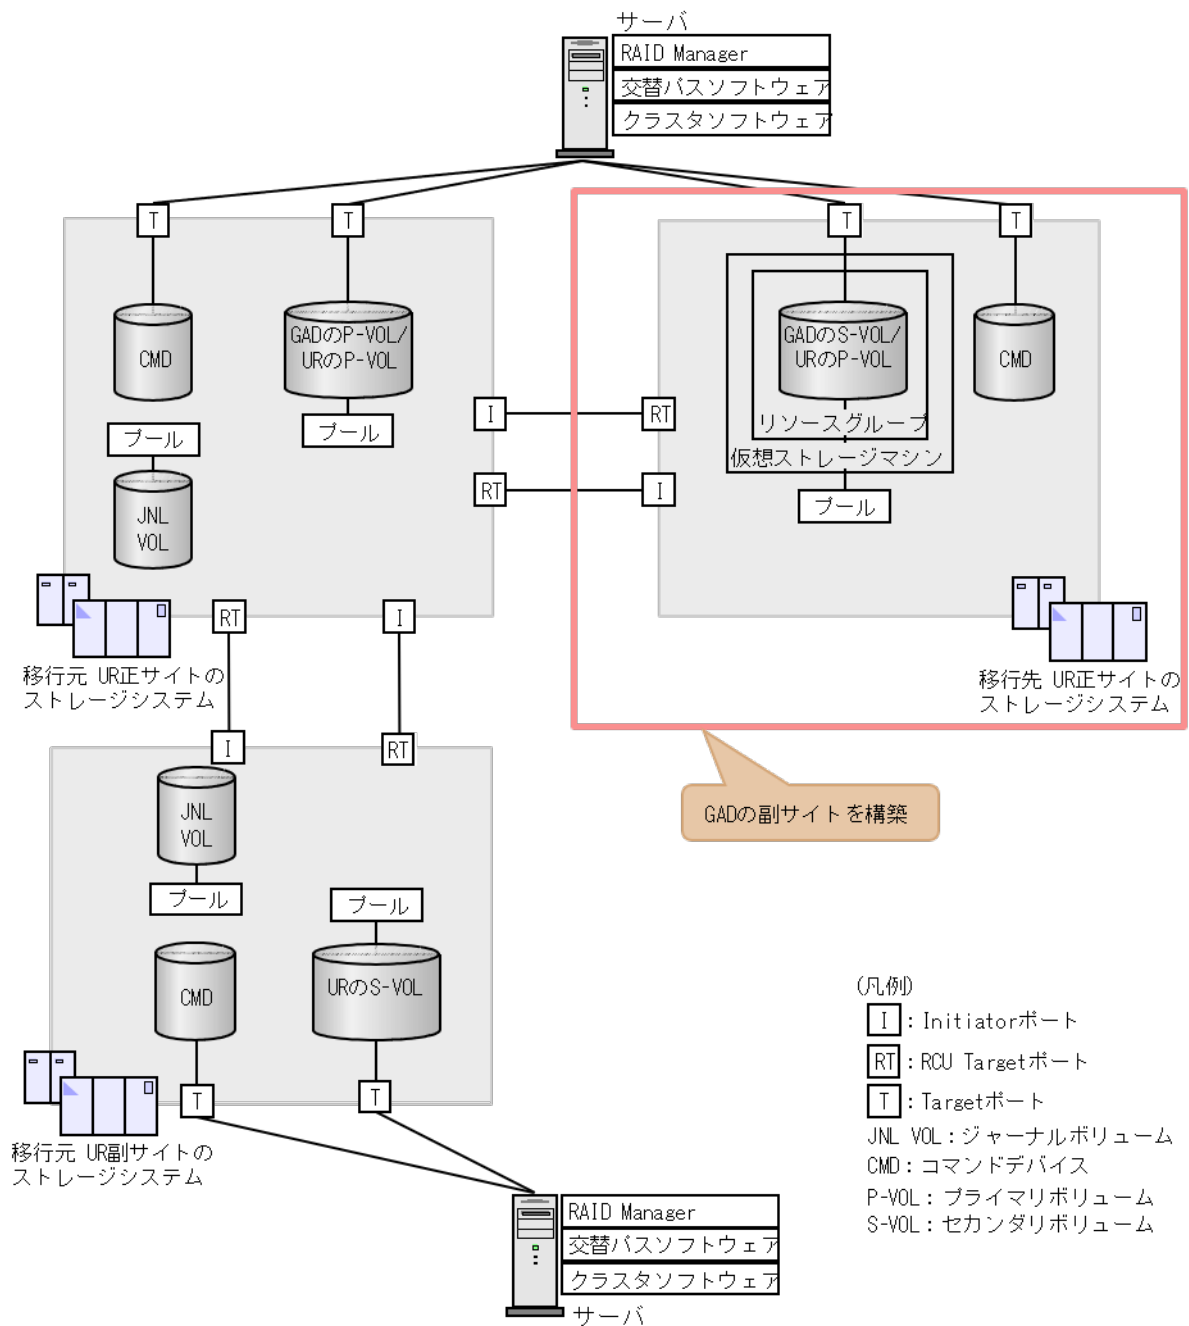 サーバ
RAID Manager
交替パスソフトウェア
クラスタソフトウェア
T
T
T
T
CMD
GADのP-VOL/
URのP-VOL
プール
プール
JNL
VOL
GADのS-VOL/
URのP-VOL
リソースグループ
仮想ストレージマシン
プール
CMD
I
RT
RT
I
RT
I
移行元 UR正サイトの
ストレージシステム
移行先 UR正サイトの
ストレージシステム
GADの副サイトを構築
I
RT
JNL
VOL
プール
プール
CMD
URのS-VOL
T
T
移行元 UR副サイトの
ストレージシステム
RAID Manager
交替パスソフトウェア
クラスタソフトウェア
サーバ
(凡例)
I：Initiatorポート
RT：RCU Targetポート
T：Targetポート
JNL VOL：ジャーナルボリューム
CMD：コマンドデバイス
P-VOL：プライマリボリューム
S-VOL：セカンダリボリューム